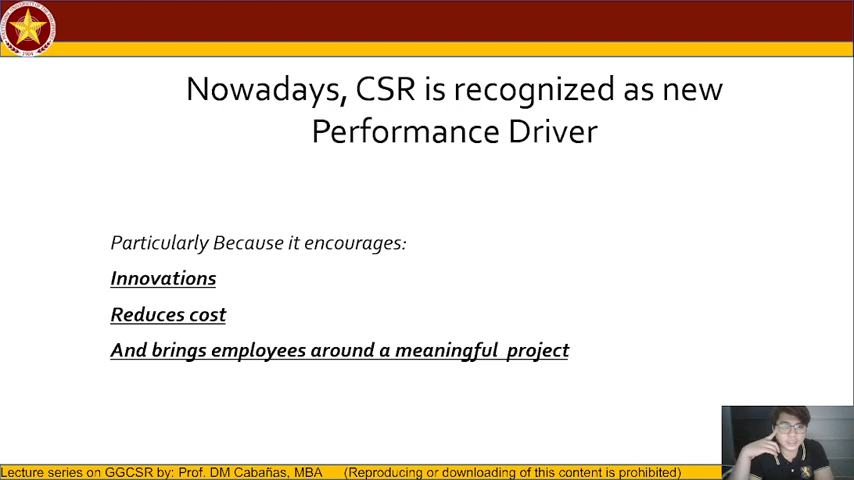 Nowadays, CSR is recognized as new
Performance Driver
Particularly Because it encourages:
Innovations
Reduces cost
And brings employees around a meaningful project
Lecture series on GGCSR by: Prof. DM Cabañas, MBA (Reproducing or downloading of this content is prohibited)